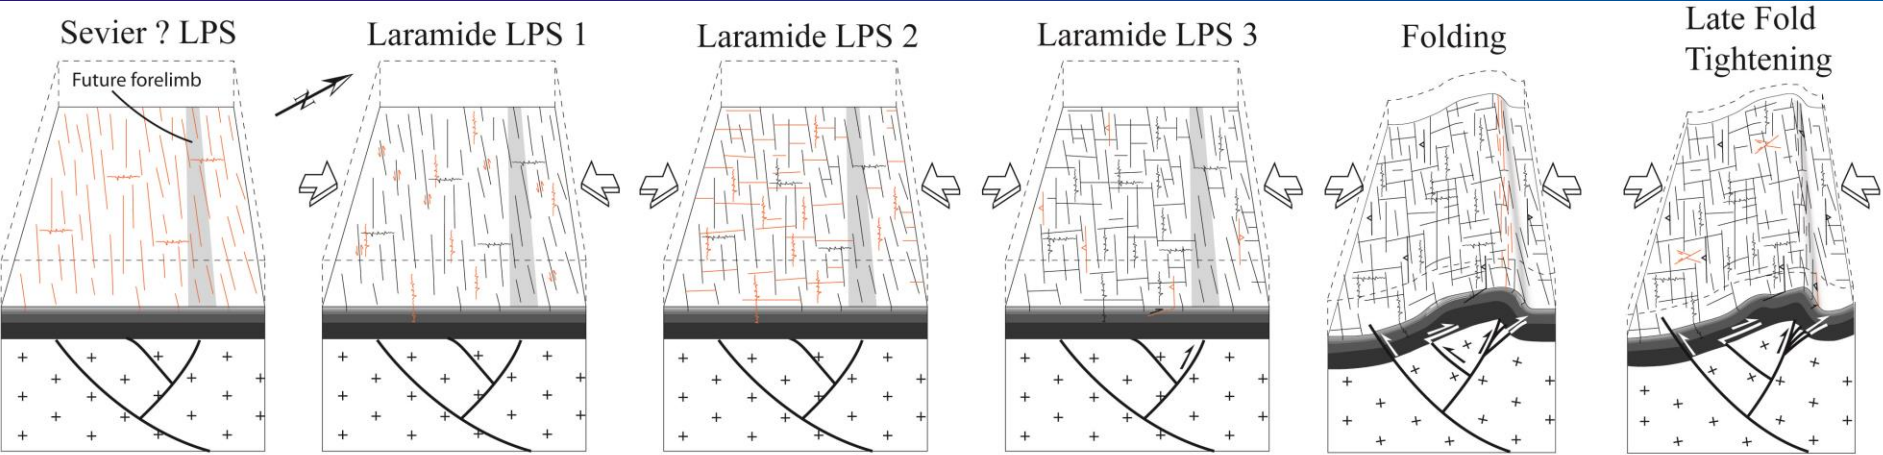 Sevier ? LPS
Laramide LPS 1
Laramide LPS 2
Laramide LPS 3
Folding
Late Fold
Tightening
Future forelimb
N